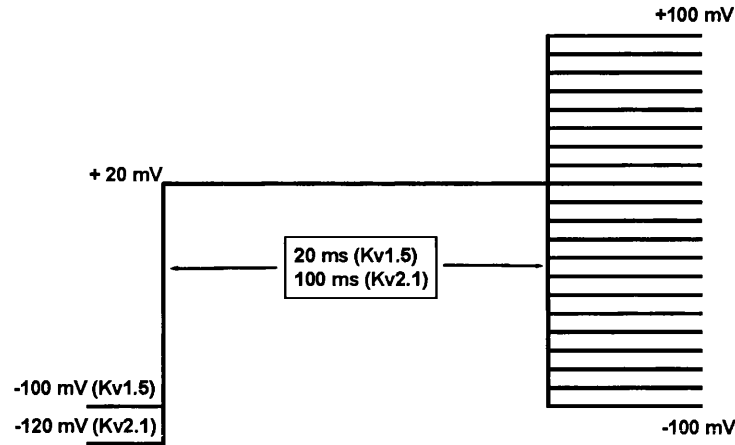 +100 mV
+ 20 mV
20 ms (Kv1.5)
100 ms (Kv2.1)
-100 mV (Kv1.5)
-120 mV (Kv2.1)
-100 mV